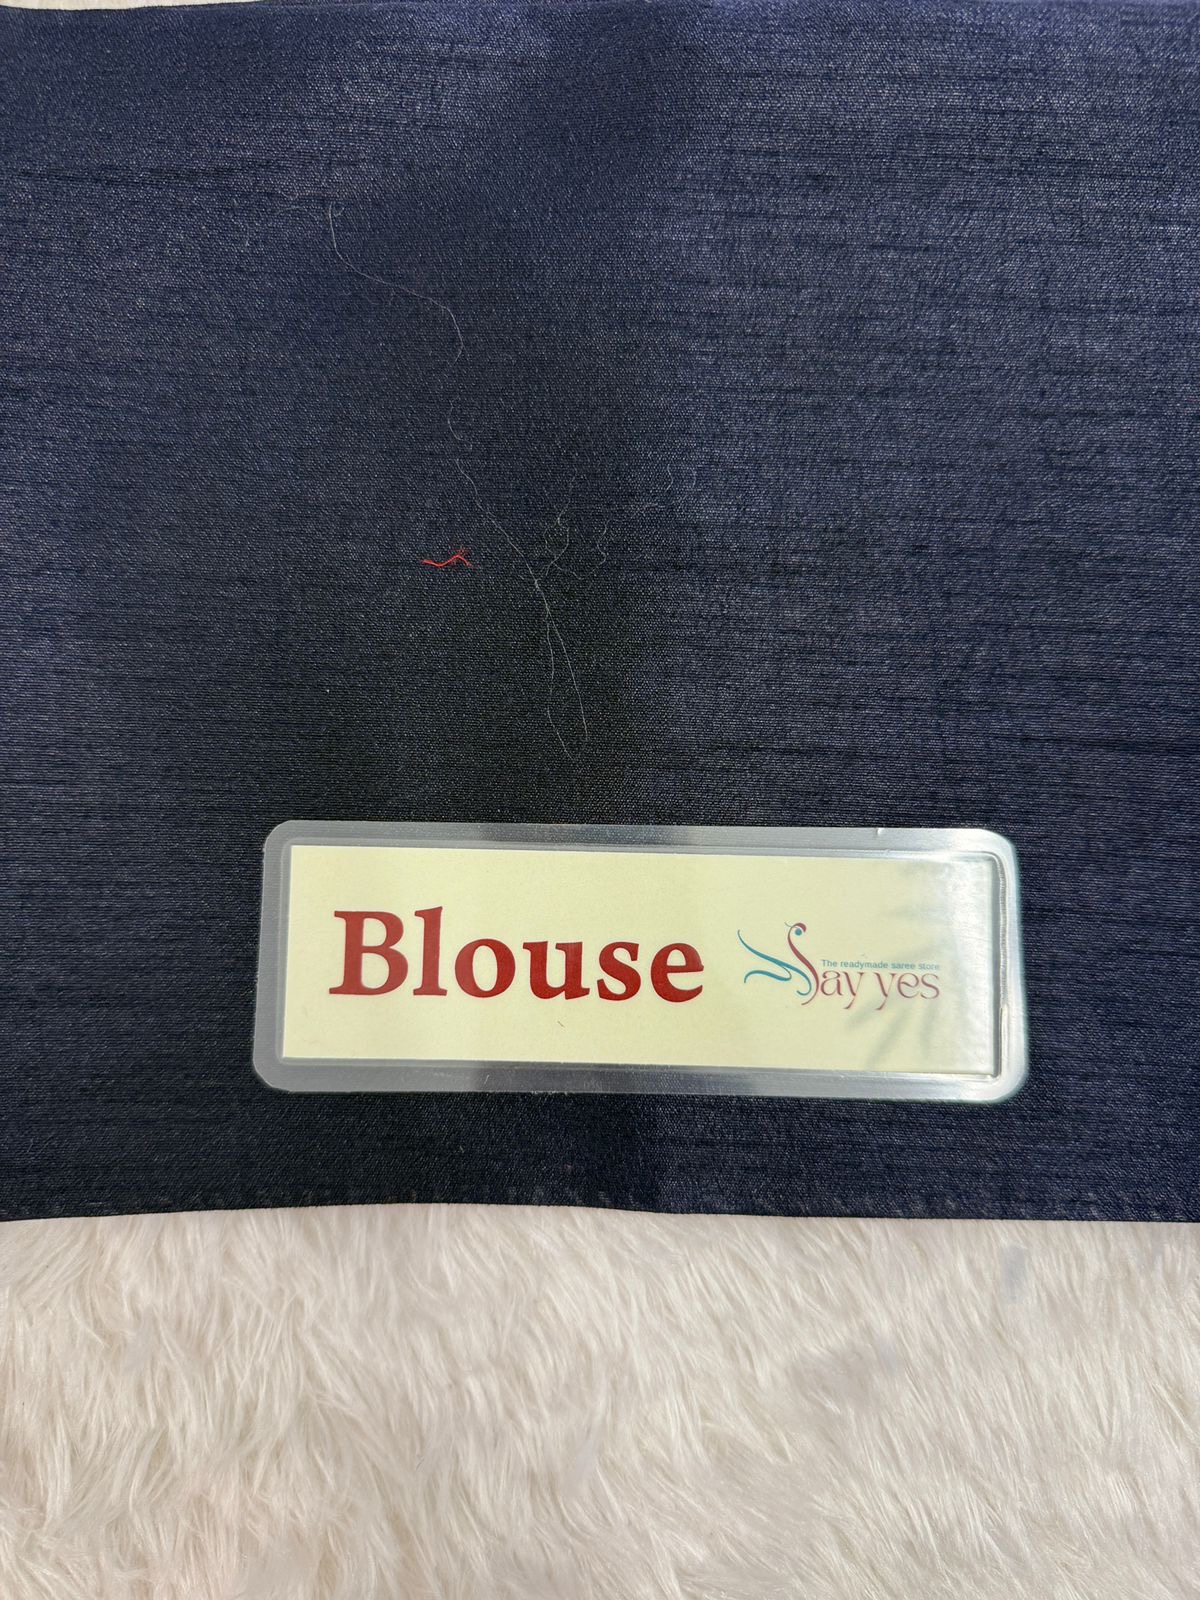 Blouse
The readymade saree store
Say yes